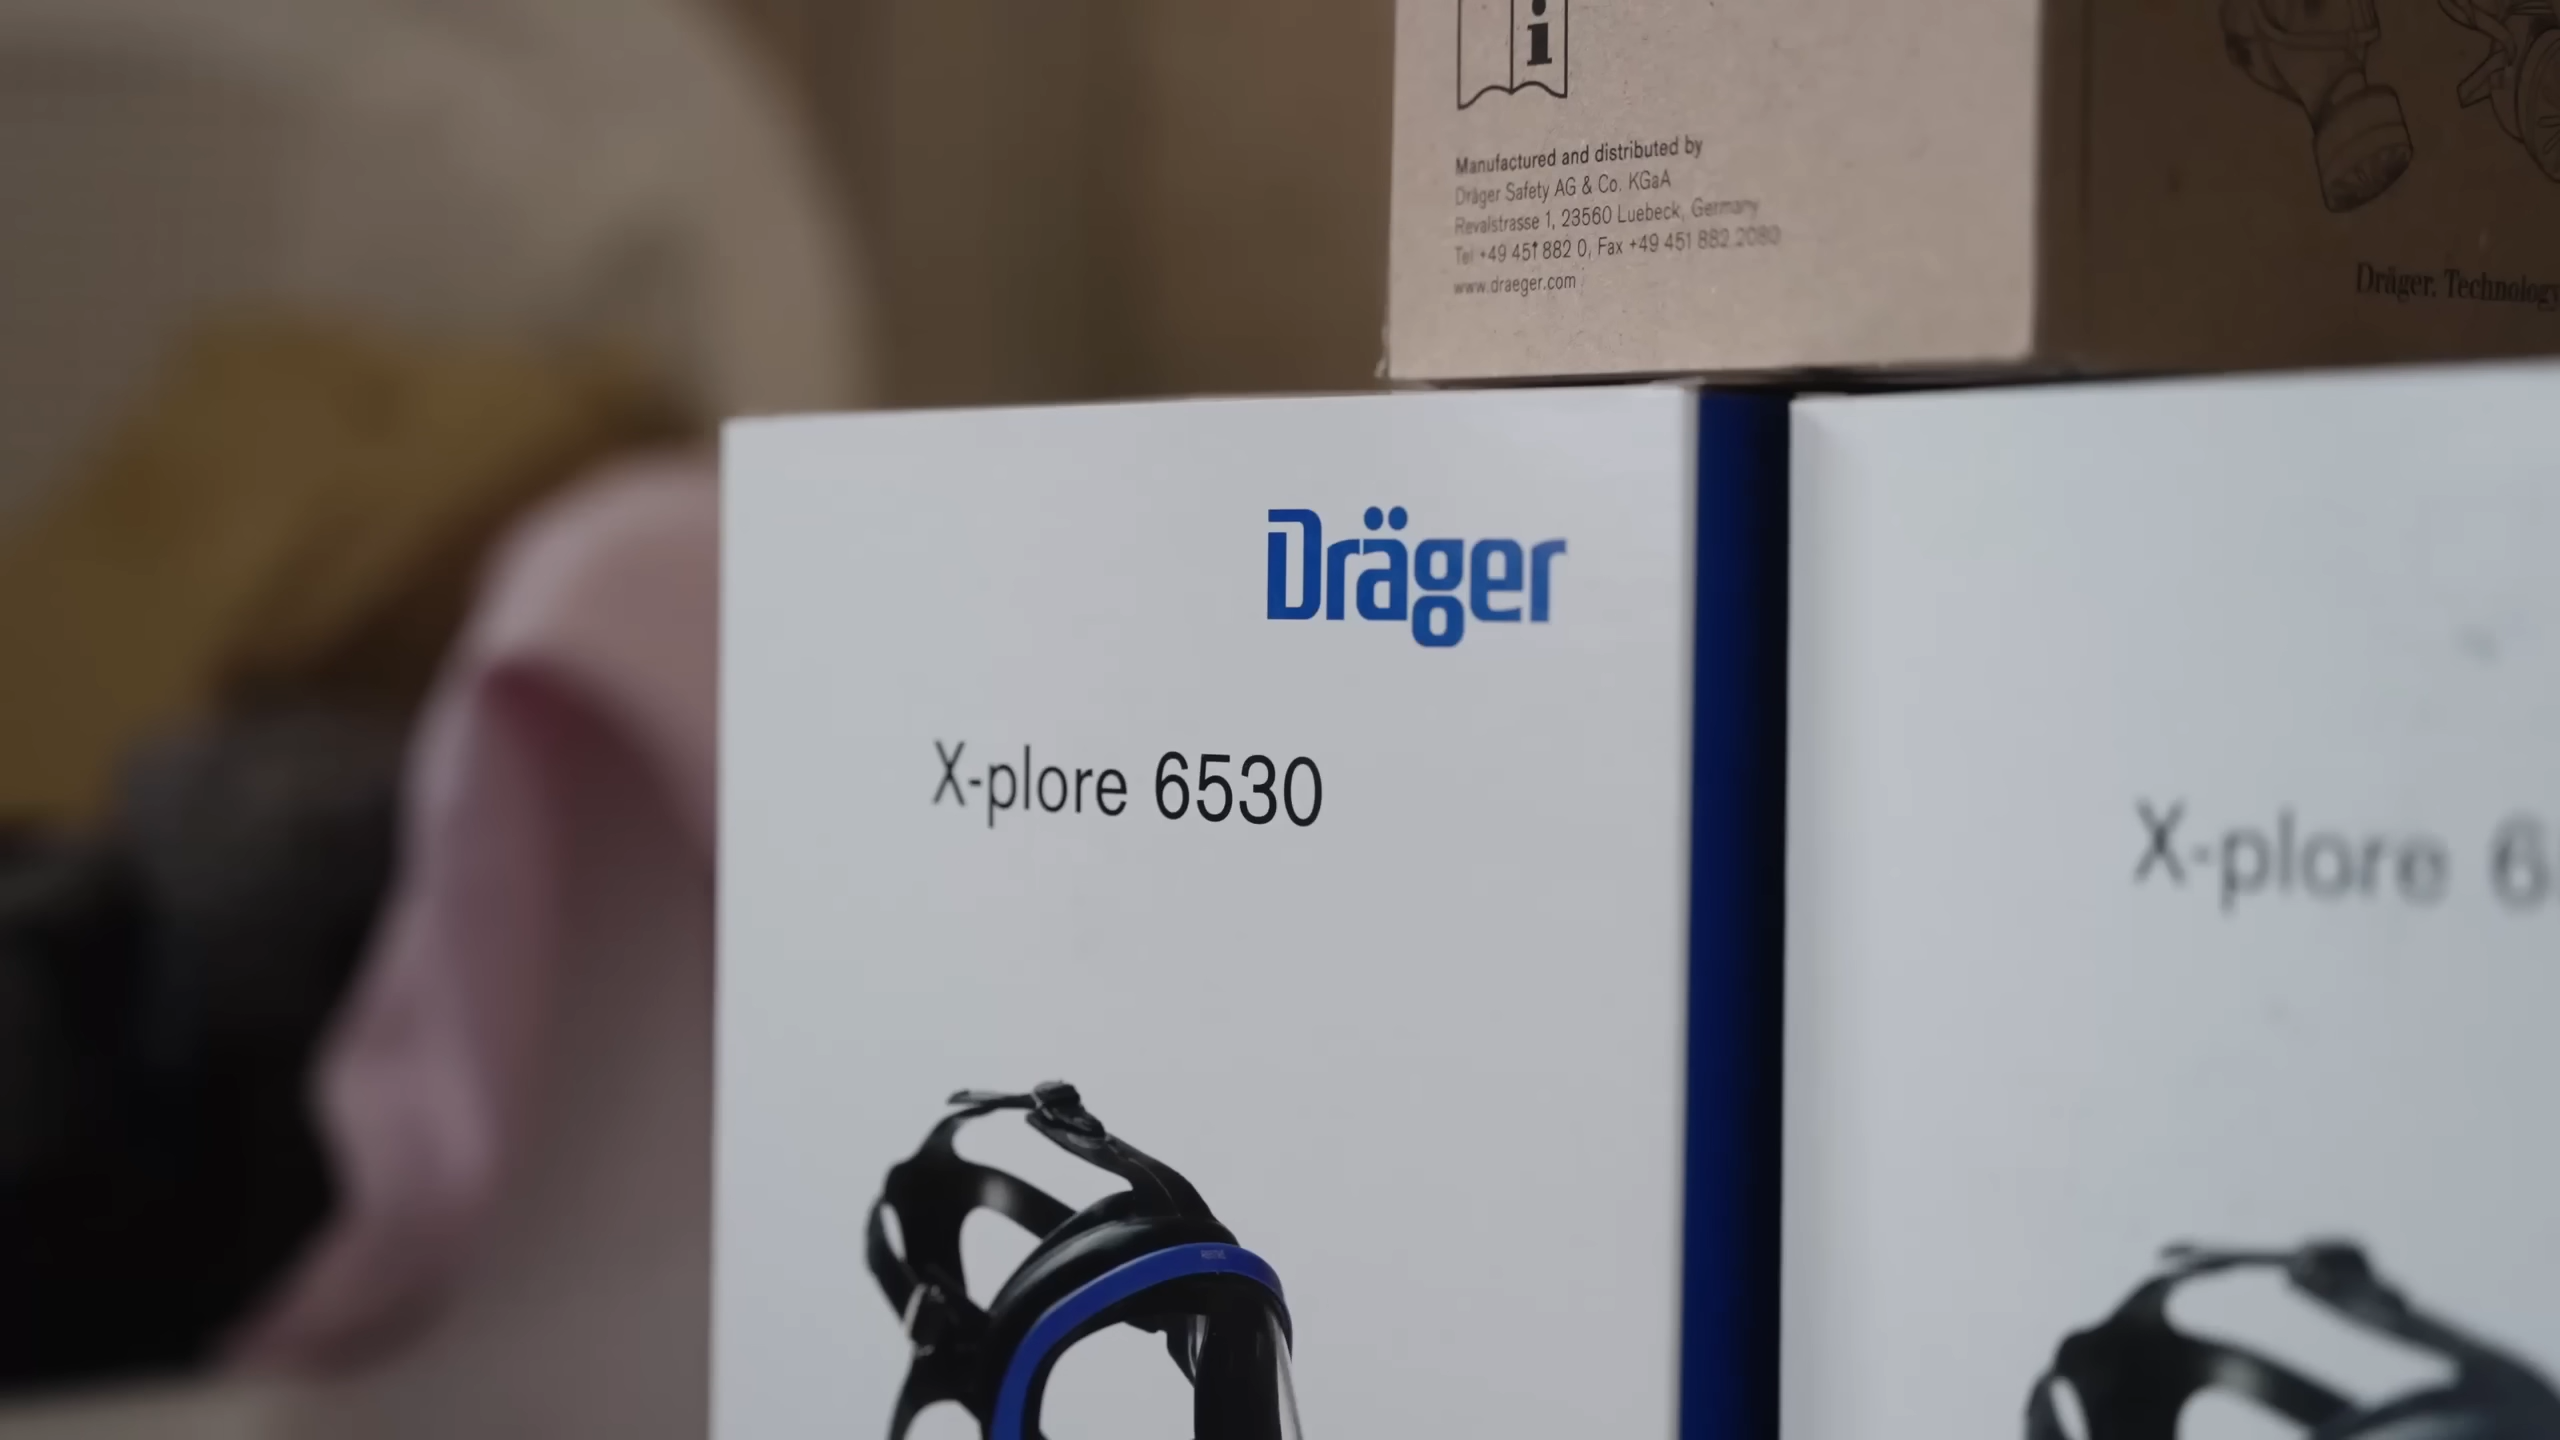 i
Manufactured and distributed by
Dräger Safety AG & Co. KGaA
Revalstrasse 1, 23560 Luebeck, Germany
Tel +49 451 882 0, Fax +49 451 882 2080
www.draeger.com
Dräger. Technology
Dräger
X-plore 6530
X-plore 6